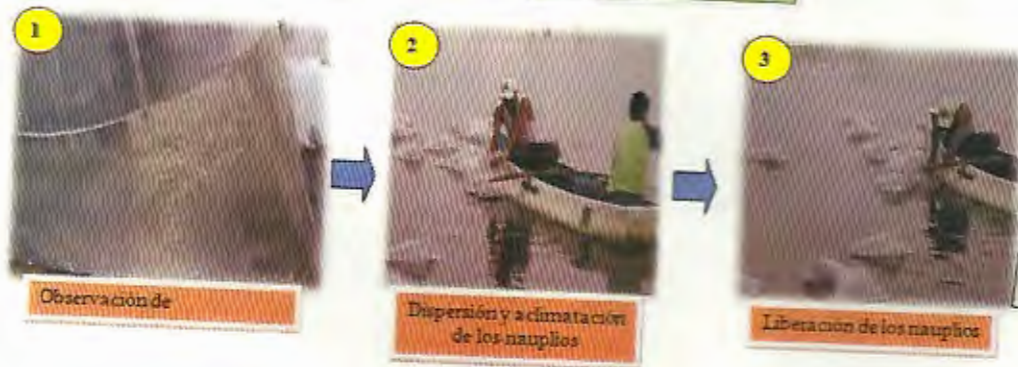 1
2
3
Observación de
Dispersión y aclimatación
de los nauplios
Liberación de los nauplios